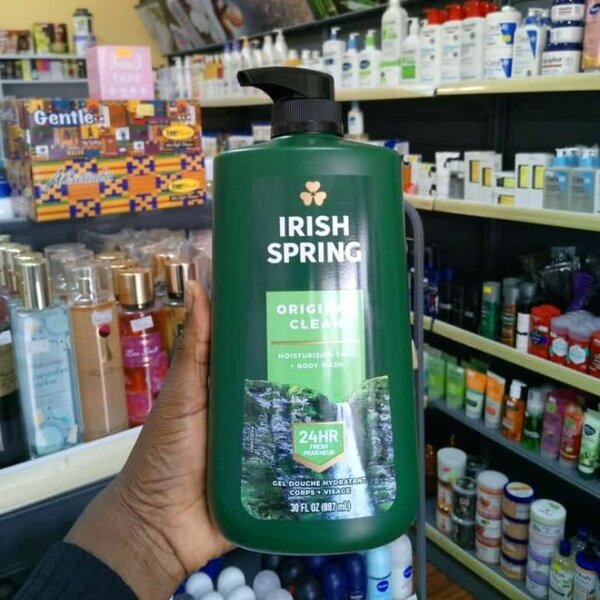 Gentle
IRISH
SPRING
ORIGINAL
CLEAN
MOISTURIZING FACE
+ BODY WASH
24HR
FRESH
FRAÎCHEUR
GEL DOUCHE HYDRATANT
CORPS + VISAGE
30 FL OZ (887 mL)